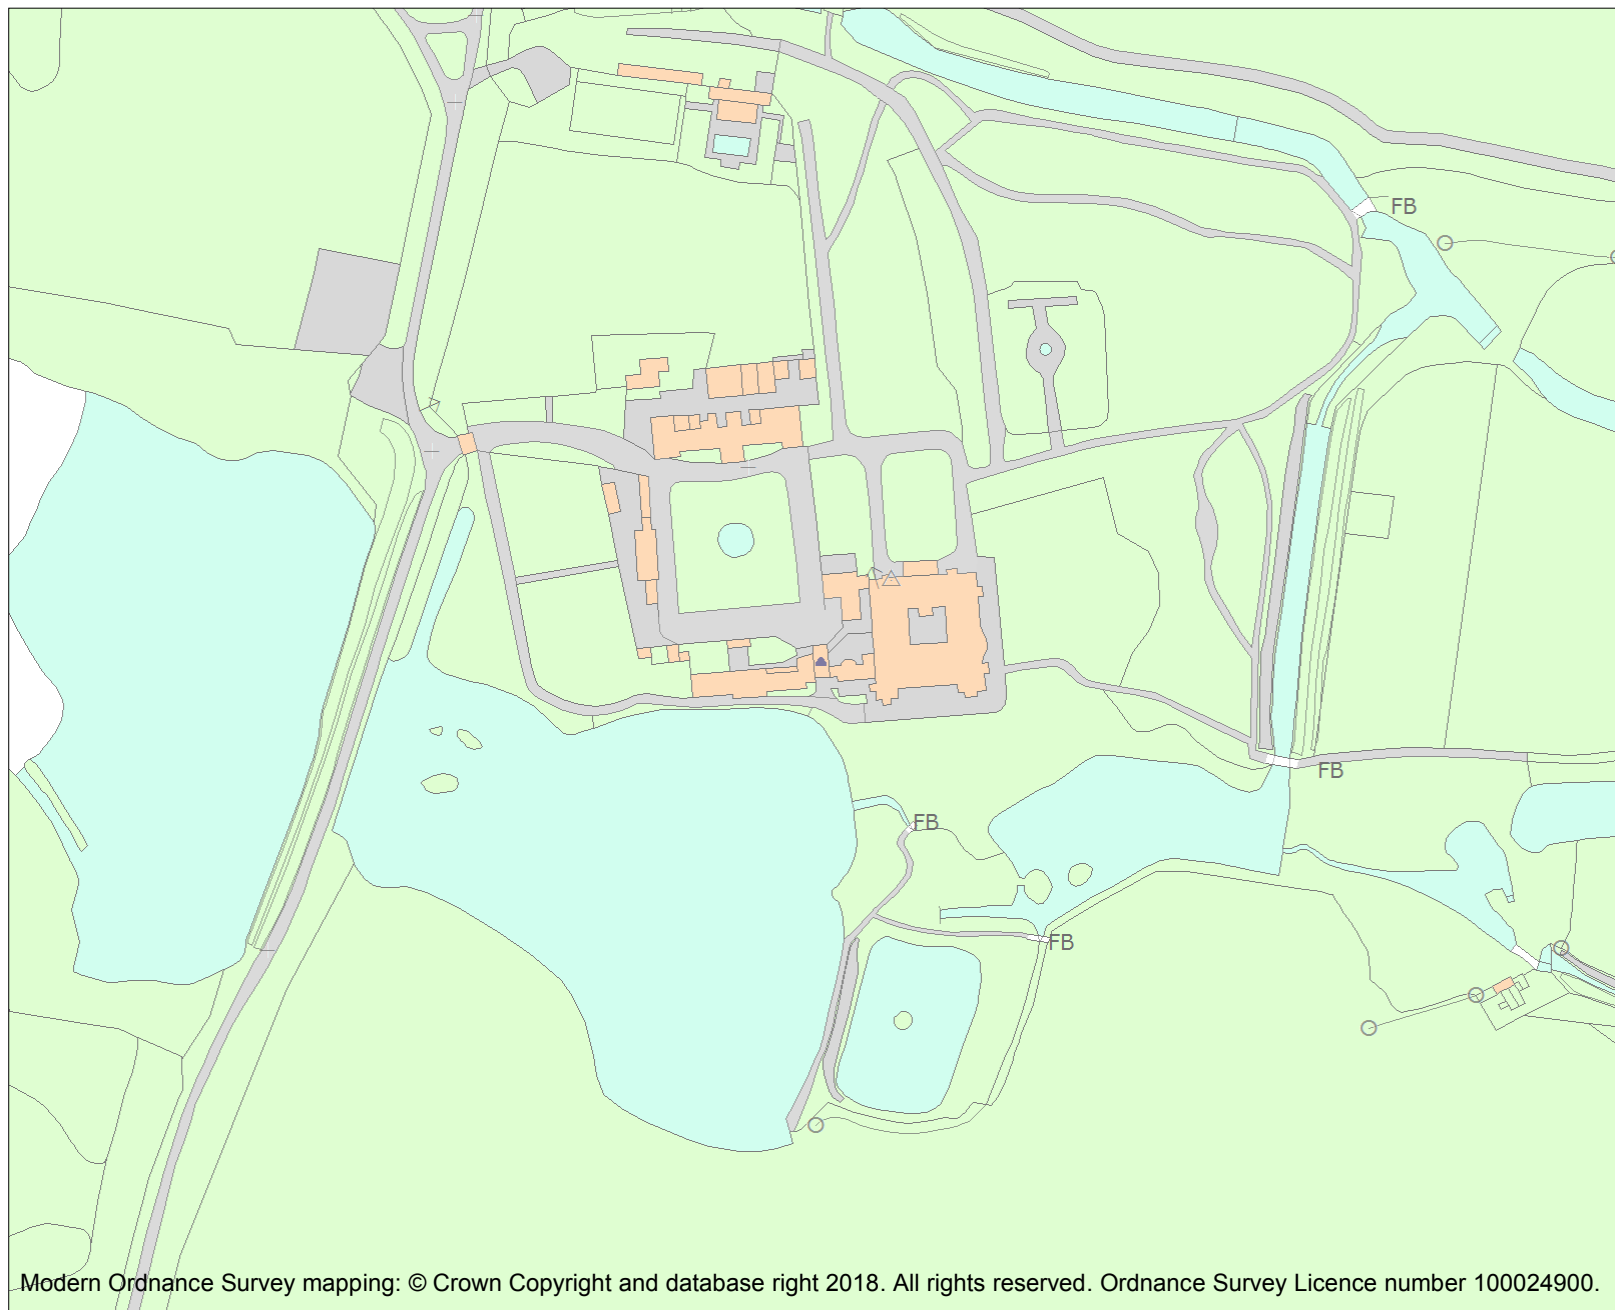 FB
FB
FB
FB
Modern Ordnance Survey mapping: © Crown Copyright and database right 2018. All rights reserved. Ordnance Survey Licence number 100024900.